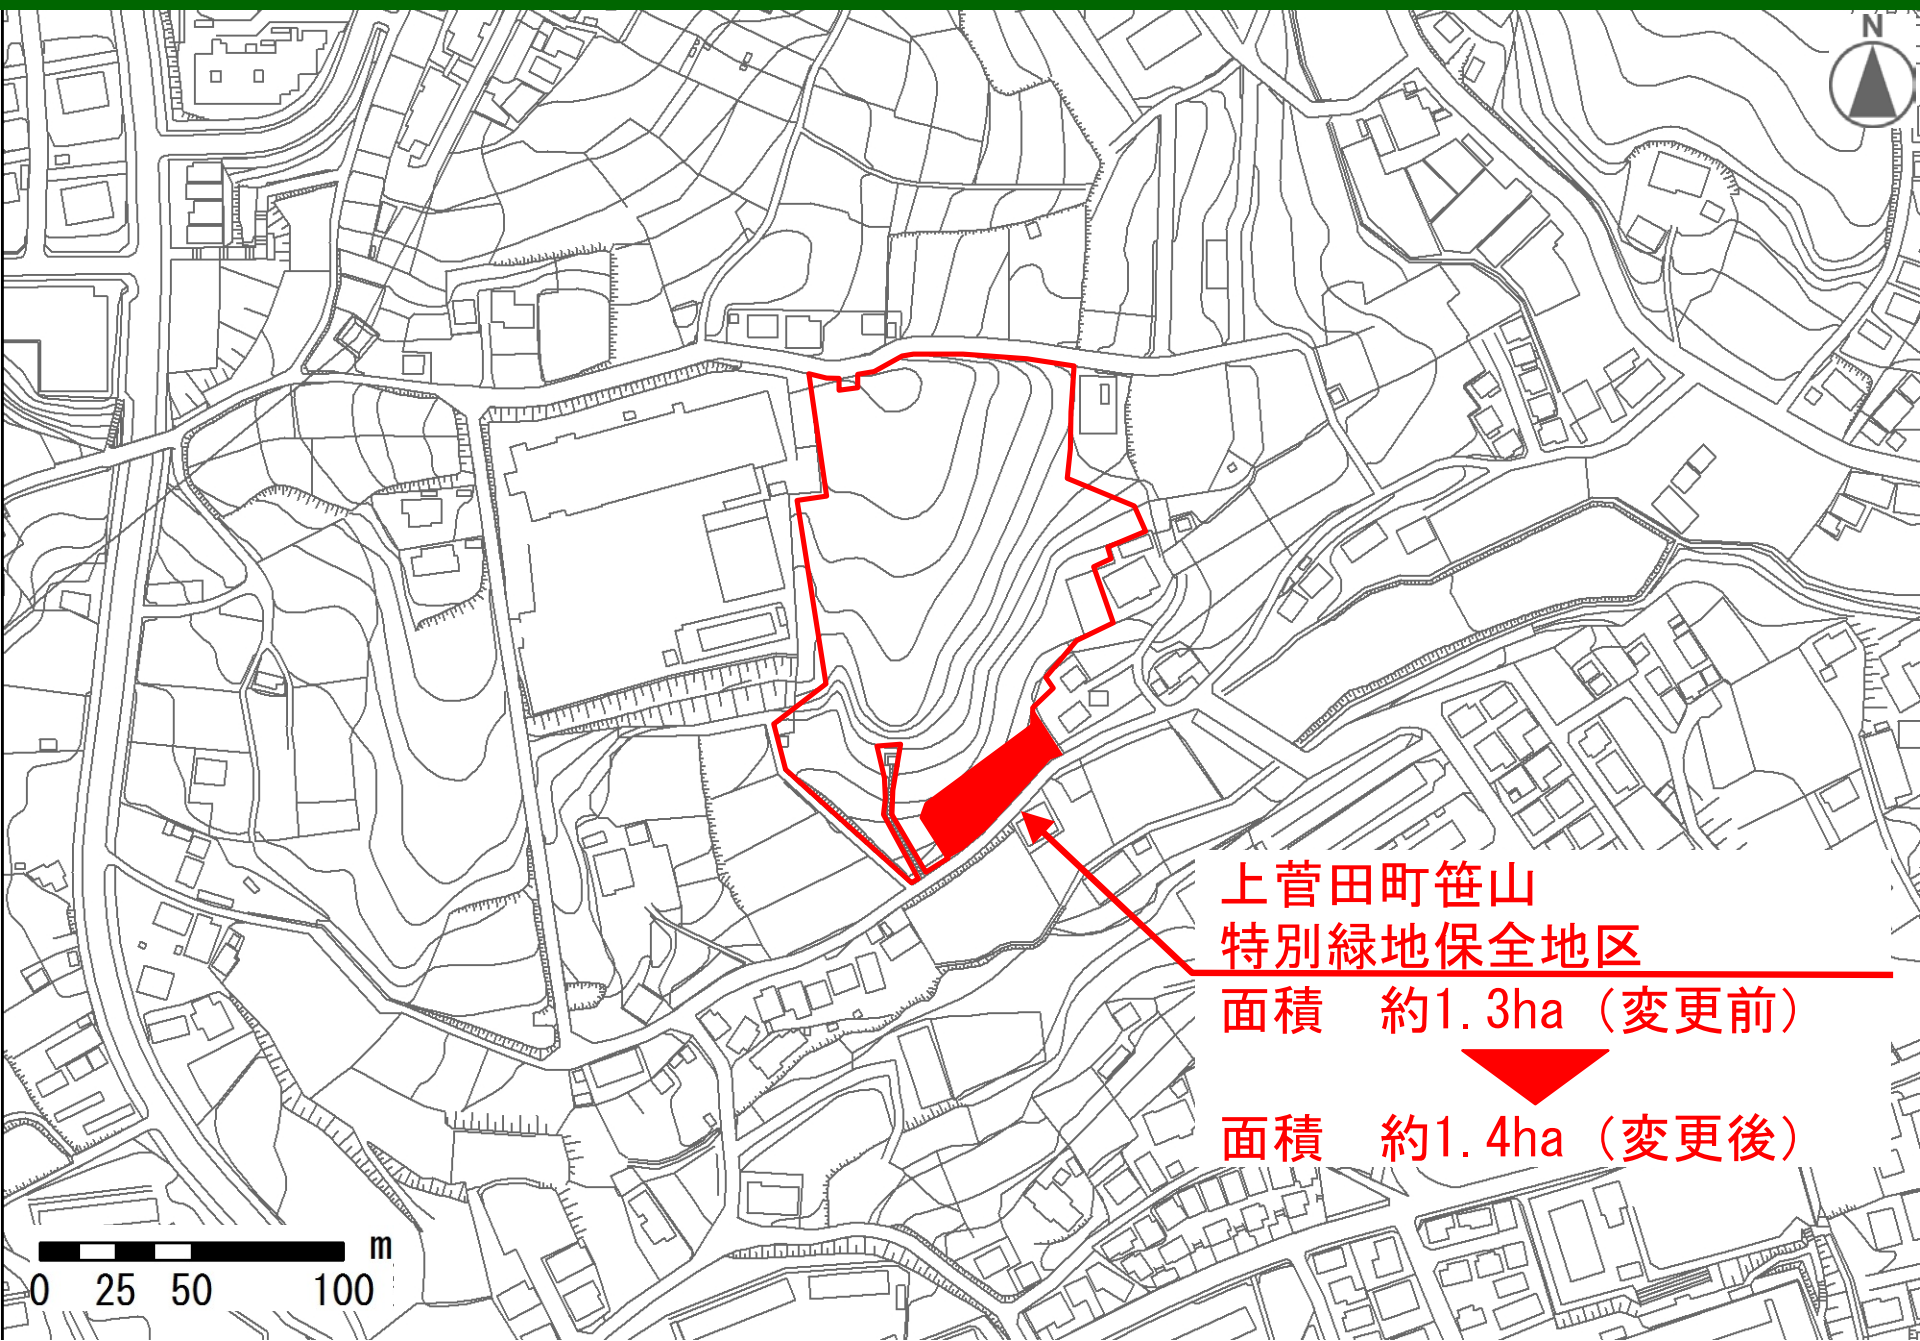 N
上菅田町笹山
特別緑地保全地区
面積　約1.3ha（変更前）
面積　約1.4ha（変更後）
m
0 25 50 100